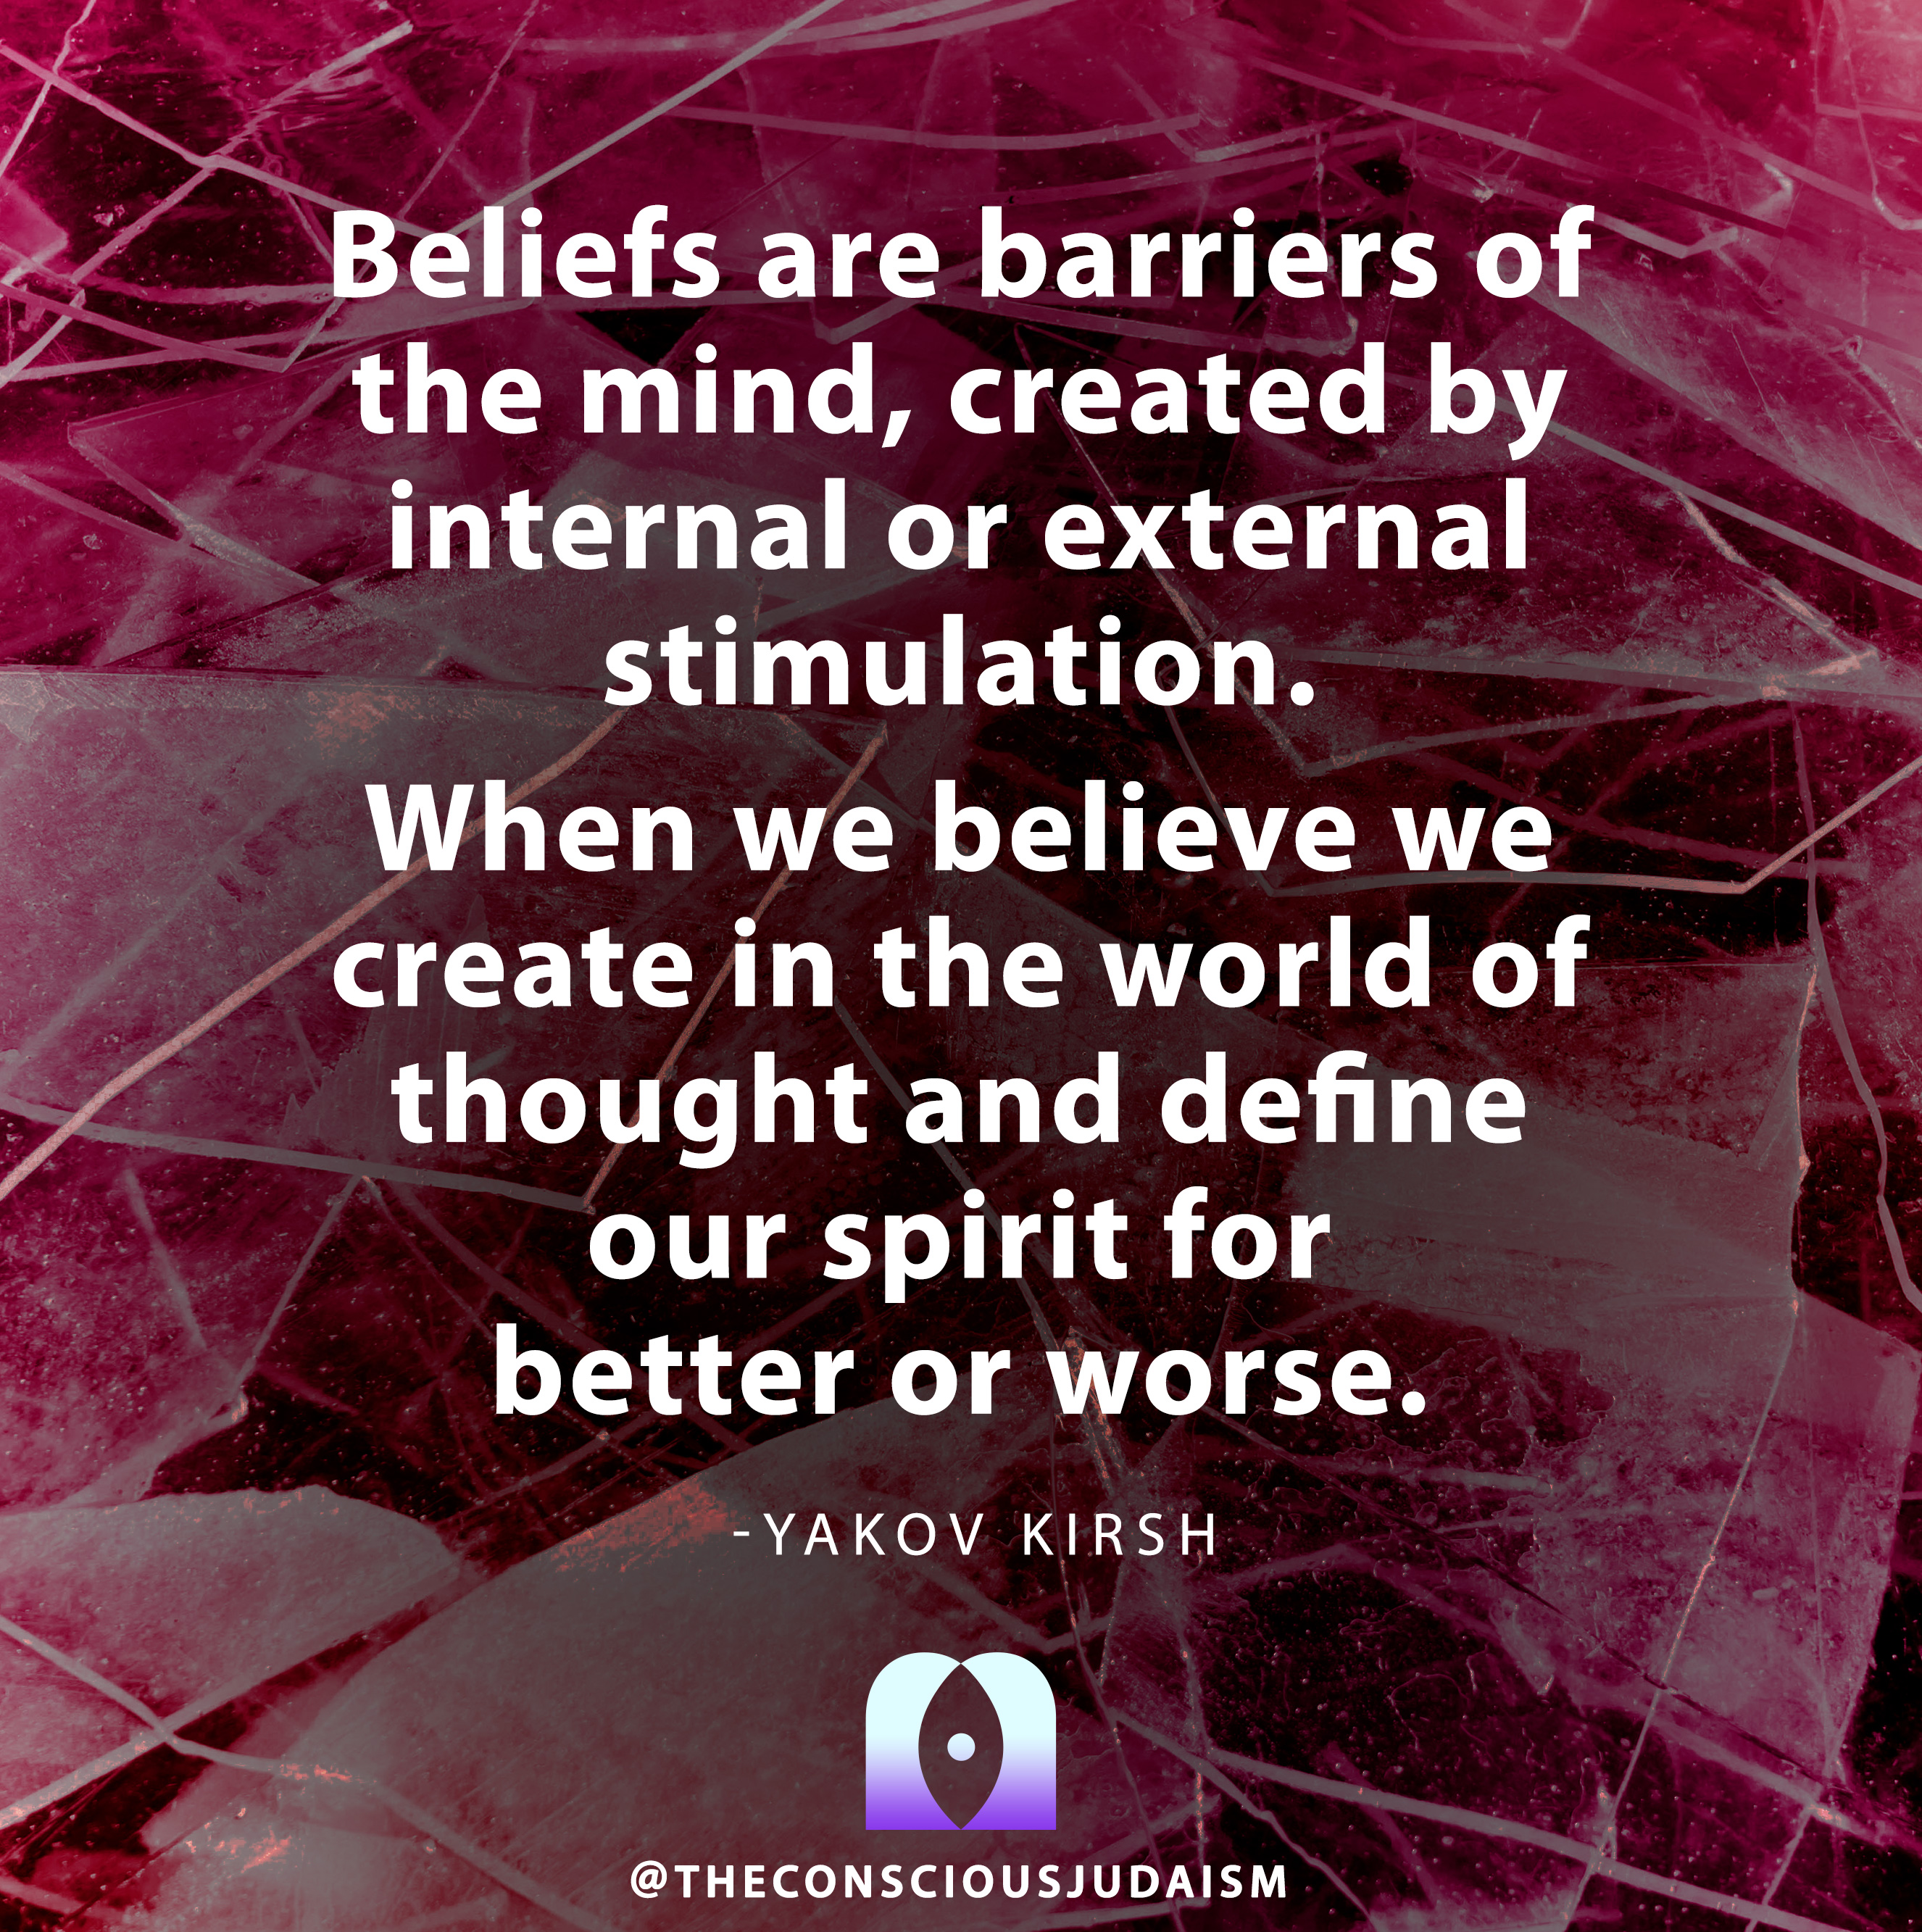 Beliefs are barriers of
the mind, created by
internal or external
stimulation.
When we believe we
create in the world of
thought and define
our spirit for
better or worse.
-YAKOV KIRSH
@THECONSCIOUSJUDAISM